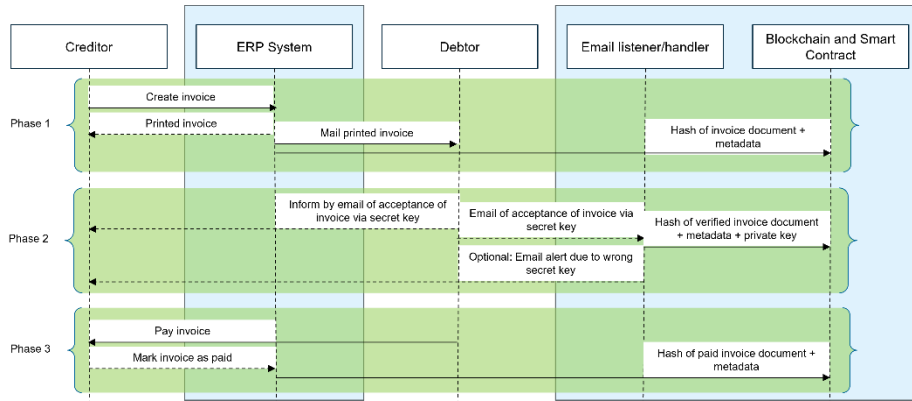 Creditor
ERP System
Debtor
Email listener/handler
Blockchain and Smart
Contract
Phase 1
Create invoice
Printed invoice
Mail printed invoice
Hash of invoice document +
metadata
Phase 2
Inform by email of acceptance of
invoice via secret key
Email of acceptance of invoice via
secret key
Hash of verified invoice document
+ metadata + private key
Optional: Email alert due to wrong
secret key
Phase 3
Pay invoice
Mark invoice as paid
Hash of paid invoice document +
metadata